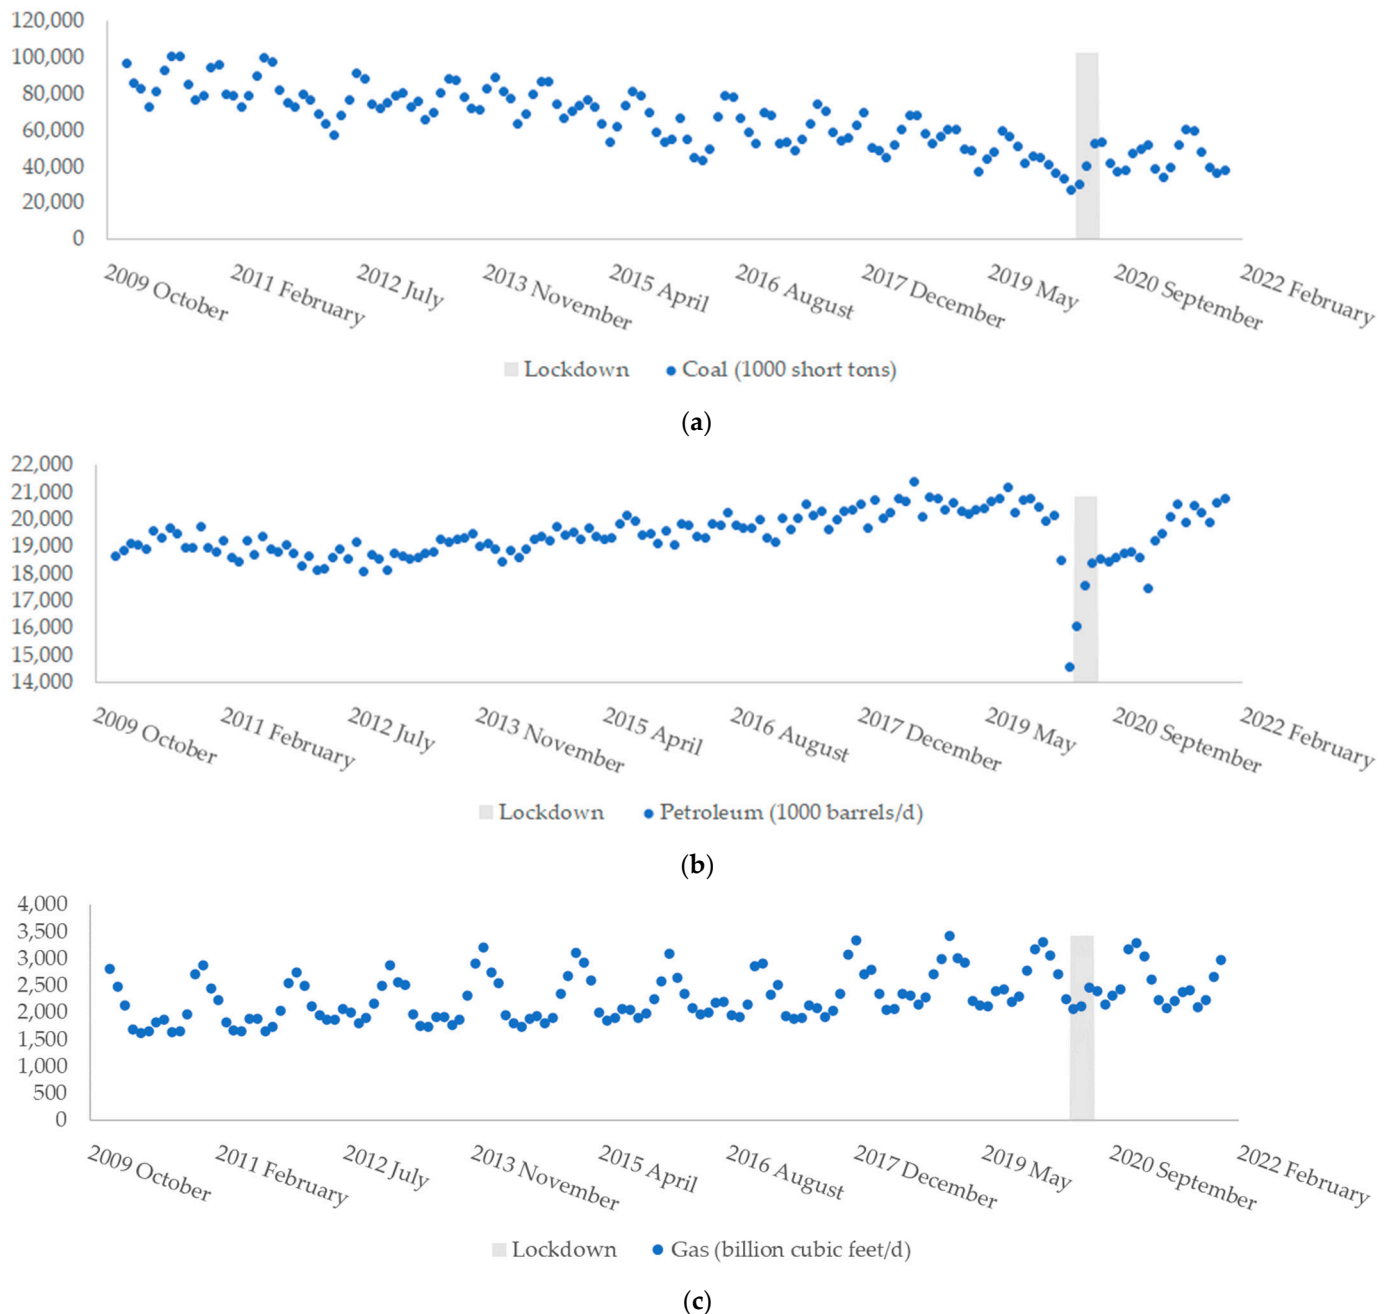 120,000
100,000
80,000
60,000
40,000
20,000
0
2009 October 2011 February 2012 July 2013 November 2015 April 2016 August 2017 December 2019 May 2020 September 2022 February
Lockdown Coal (1000 short tons)
(a)
22,000
21,000
20,000
19,000
18,000
17,000
16,000
15,000
14,000
2009 October 2011 February 2012 July 2013 November 2015 April 2016 August 2017 December 2019 May 2020 September 2022 February
Lockdown Petroleum (1000 barrels/d)
(b)
4,000
3,500
3,000
2,500
2,000
1,500
1,000
500
0
2009 October 2011 February 2012 July 2013 November 2015 April 2016 August 2017 December 2019 May 2020 September 2022 February
Lockdown Gas (billion cubic feet/d)
(c)